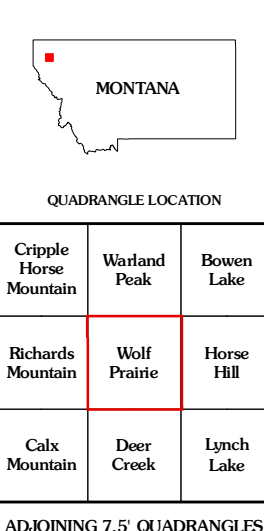 MONTANA
QUADRANGLE LOCATION
Cripple
Horse
Mountain
Warland
Peak
Bowen
Lake
Richards
Mountain
Wolf
Prairie
Horse
Hill
Calx
Mountain
Deer
Creek
Lynch
Lake
ADJOINING 7.5' QUADRANGLES